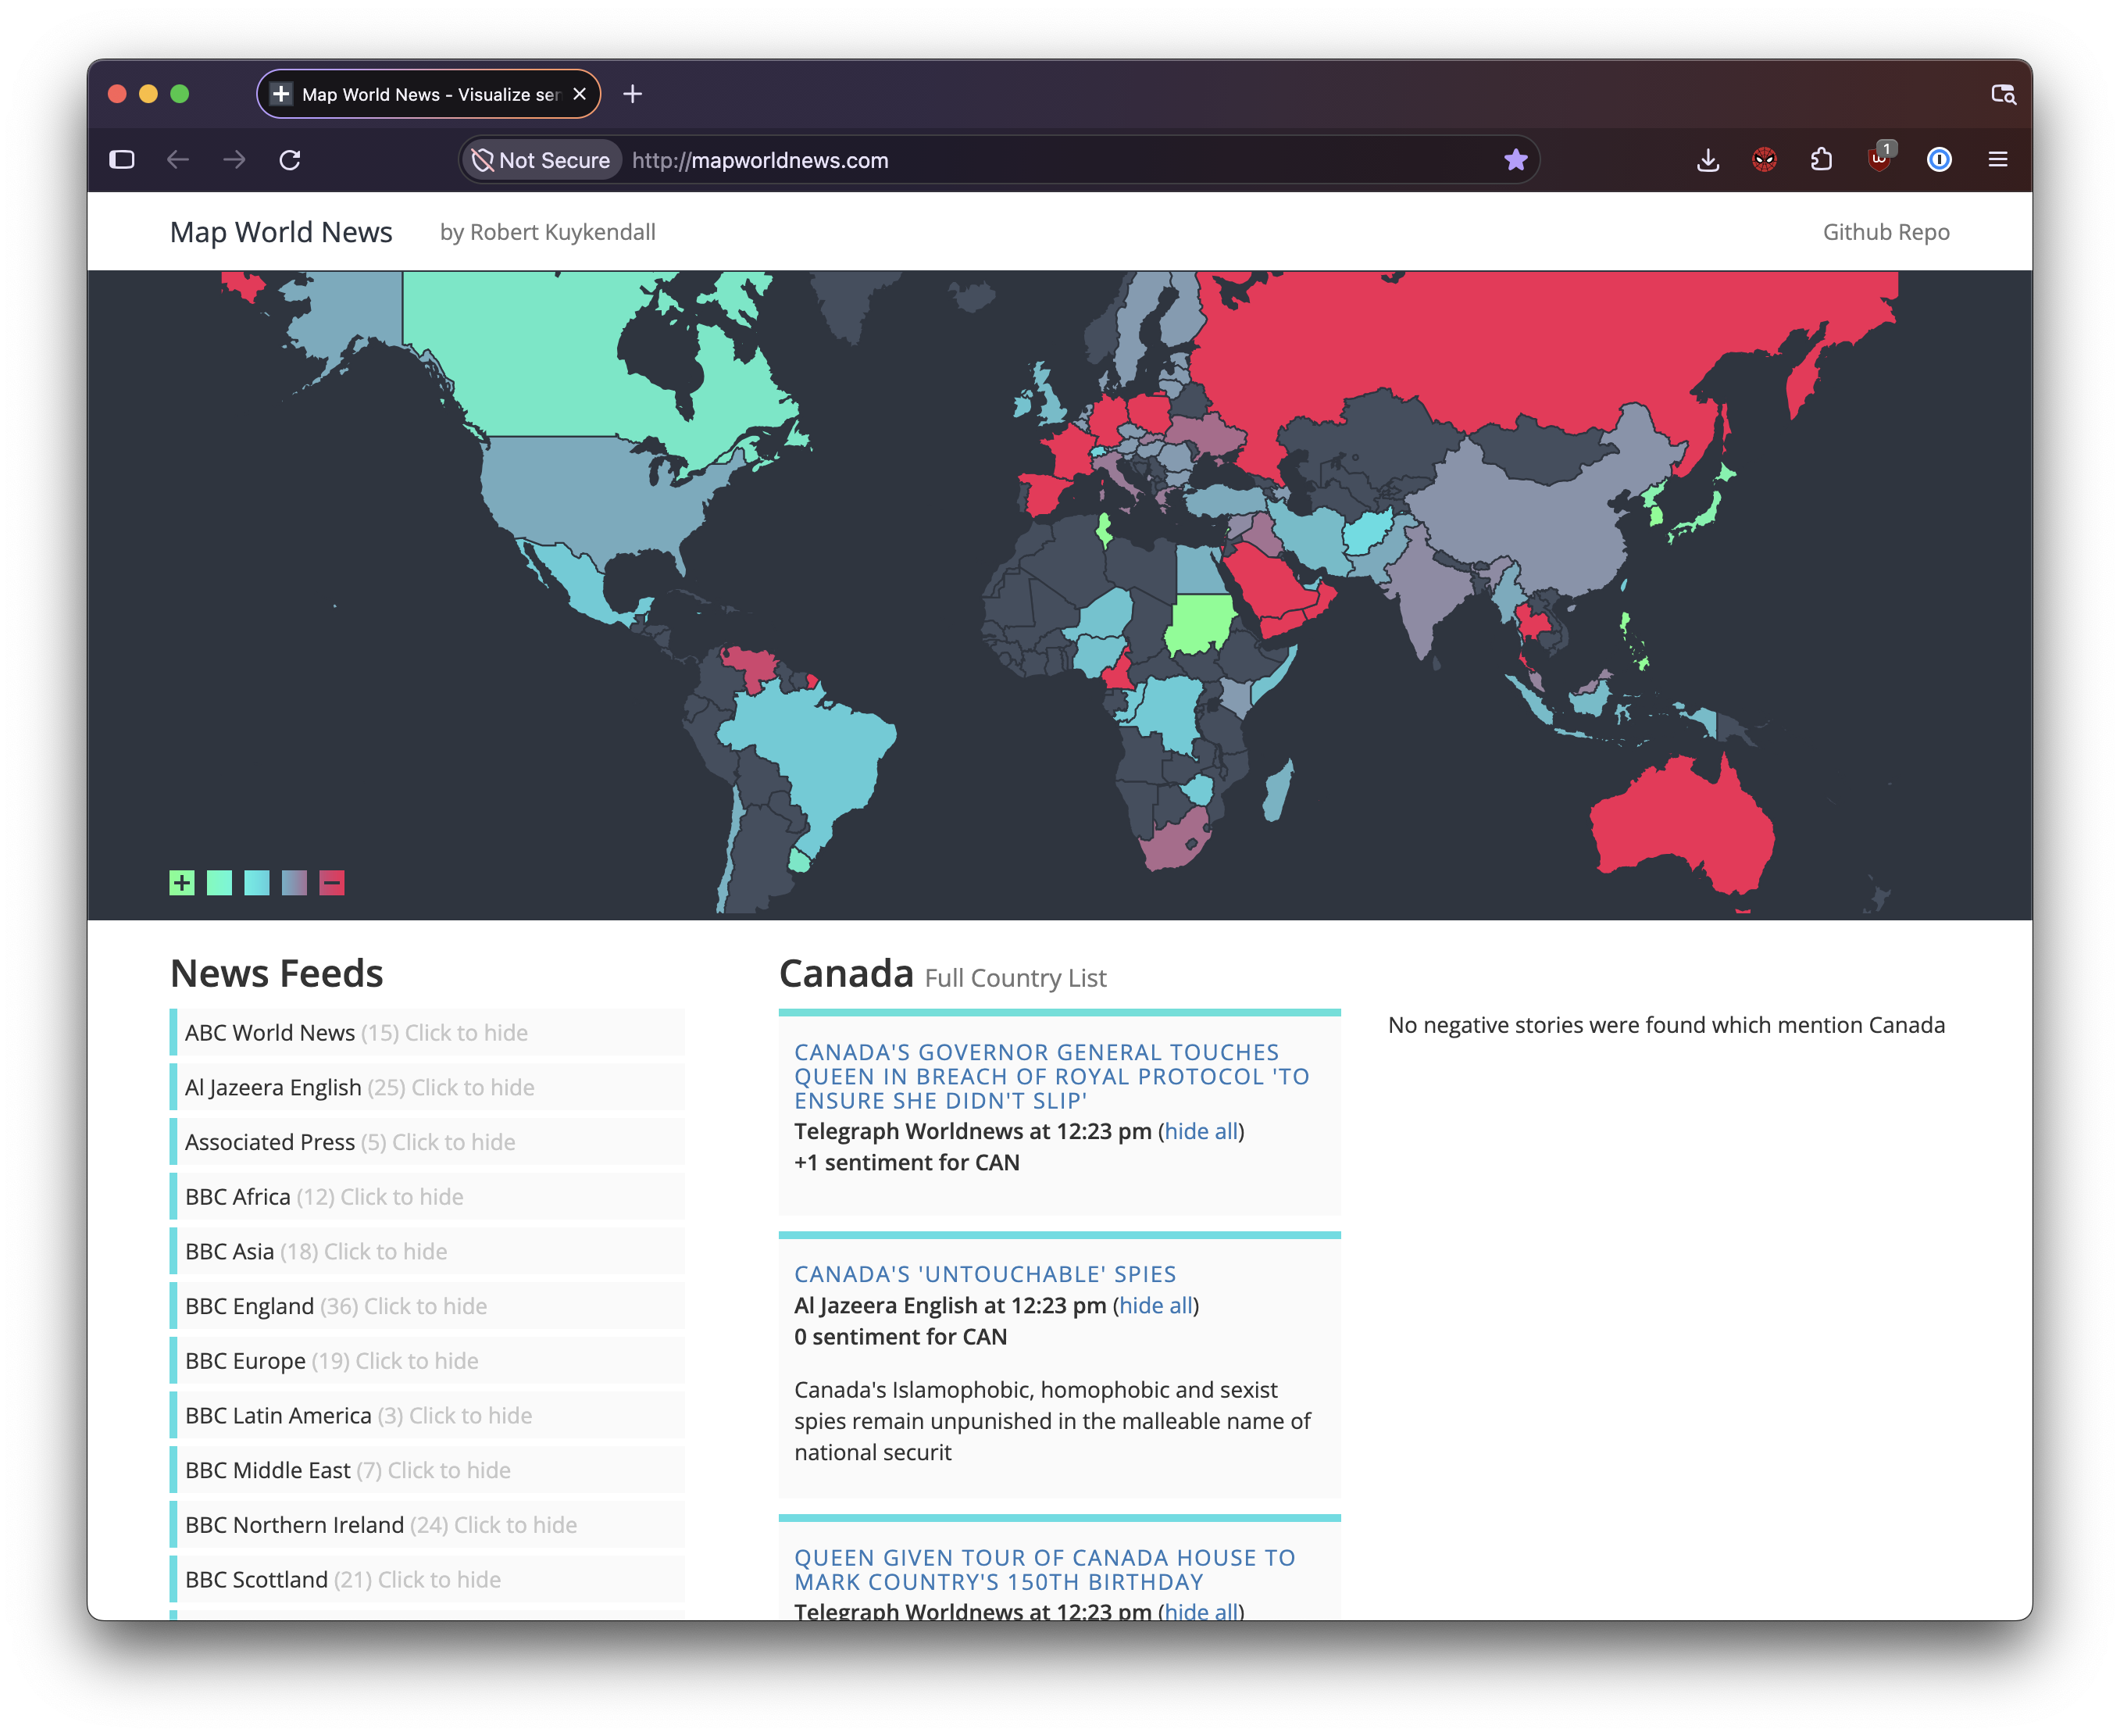 Map World News - Visualize sen
Not Secure
http://mapworldnews.com
1
Map World News
by Robert Kuykendall
Github Repo
+
−
News Feeds
ABC World News (15) Click to hide
Al Jazeera English (25) Click to hide
Associated Press (5) Click to hide
BBC Africa (12) Click to hide
BBC Asia (18) Click to hide
BBC England (36) Click to hide
BBC Europe (19) Click to hide
BBC Latin America (3) Click to hide
BBC Middle East (7) Click to hide
BBC Northern Ireland (24) Click to hide
BBC Scottland (21) Click to hide
Canada Full Country List
CANADA'S GOVERNOR GENERAL TOUCHES
QUEEN IN BREACH OF ROYAL PROTOCOL 'TO
ENSURE SHE DIDN'T SLIP'
Telegraph Worldnews at 12:23 pm (hide all)
+1 sentiment for CAN
CANADA'S 'UNTOUCHABLE' SPIES
Al Jazeera English at 12:23 pm (hide all)
0 sentiment for CAN
Canada's Islamophobic, homophobic and sexist
spies remain unpunished in the malleable name of
national securit
QUEEN GIVEN TOUR OF CANADA HOUSE TO
MARK COUNTRY'S 150TH BIRTHDAY
Telegraph Worldnews at 12:23 pm (hide all)
No negative stories were found which mention Canada